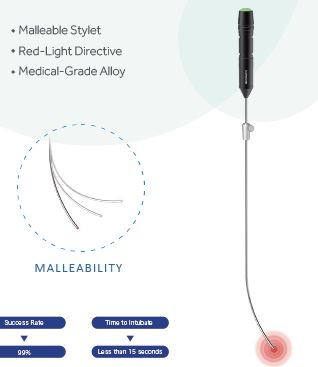 • Malleable Stylet
• Red-Light Directive
• Medical-Grade Alloy
MALLEABILITY
Success Rate
99%
Time to Intubate
Less than 15 seconds